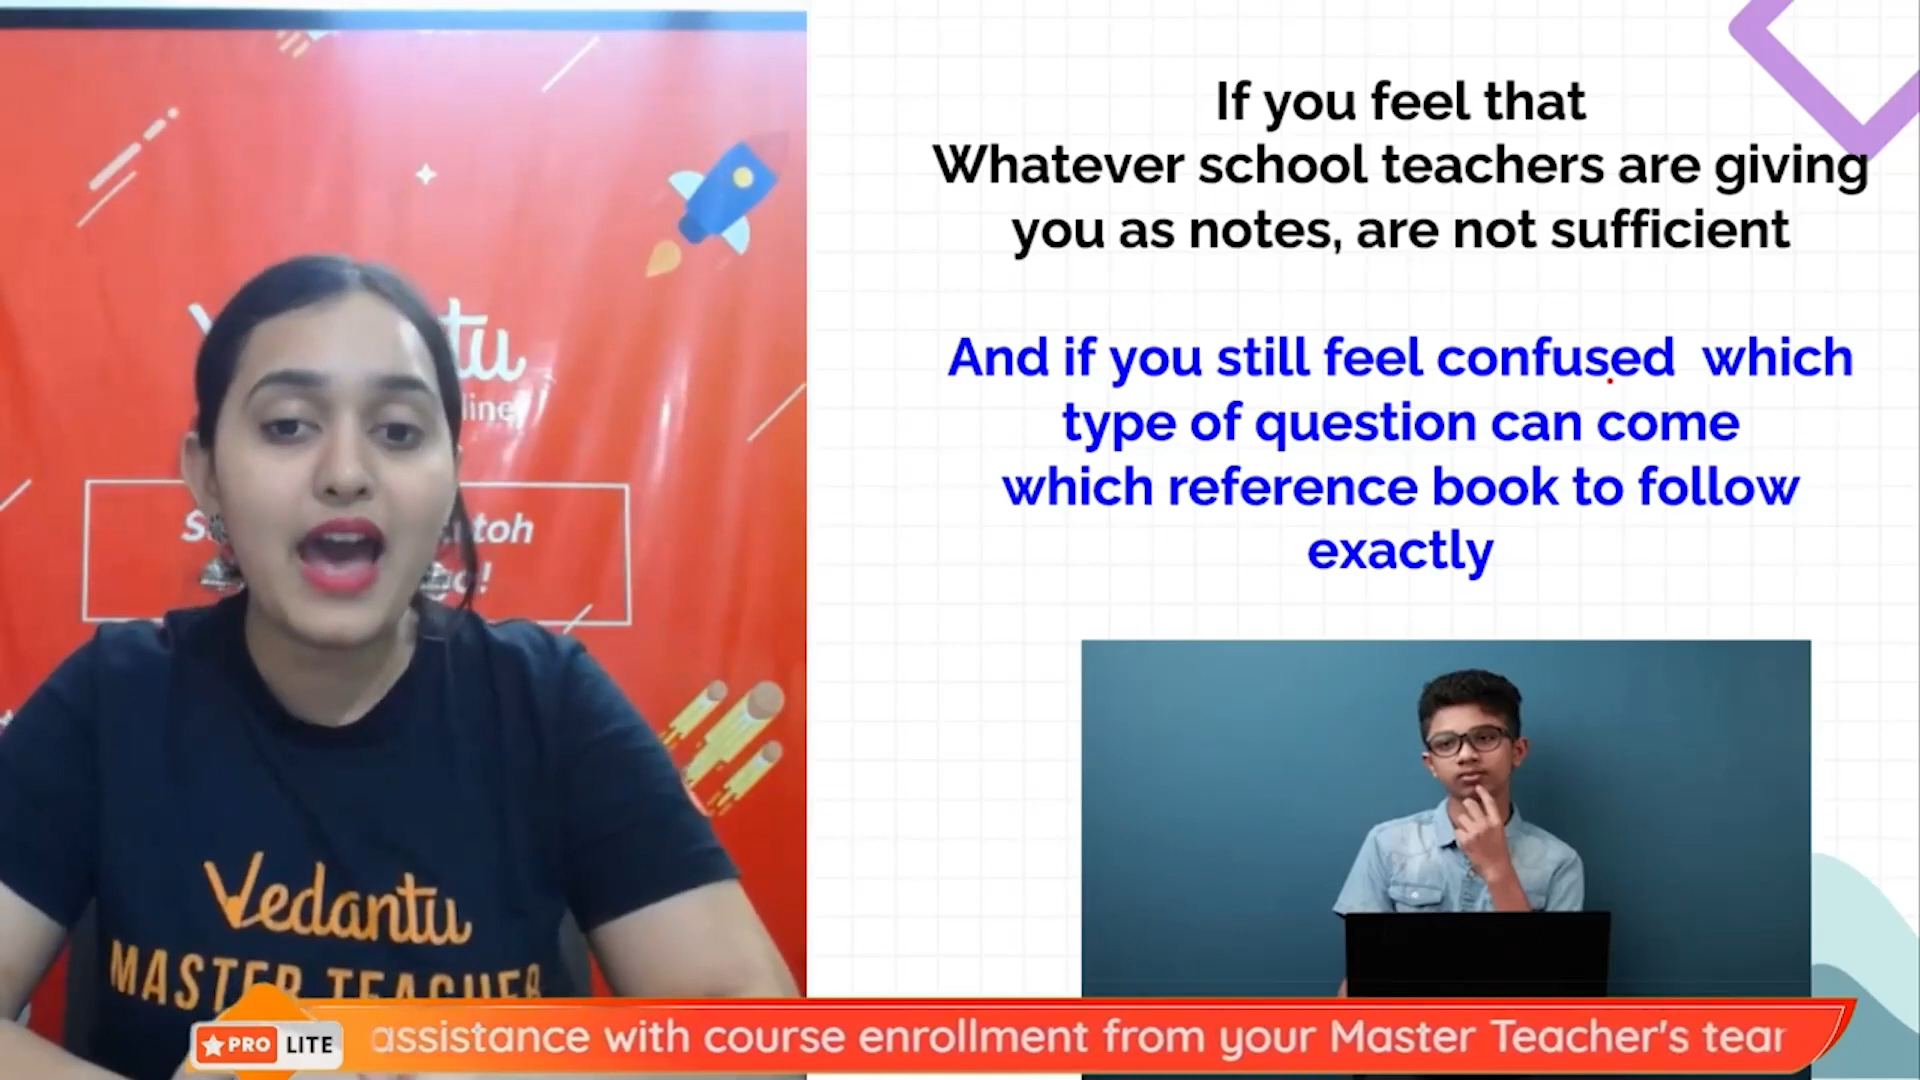 If you feel that
Whatever school teachers are giving
you as notes, are not sufficient
And if you still feel confused which
type of question can come
which reference book to follow
exactly
Vedantu
MASTER TEACHER
PRO LITE
assistance with course enrollment from your Master Teacher's